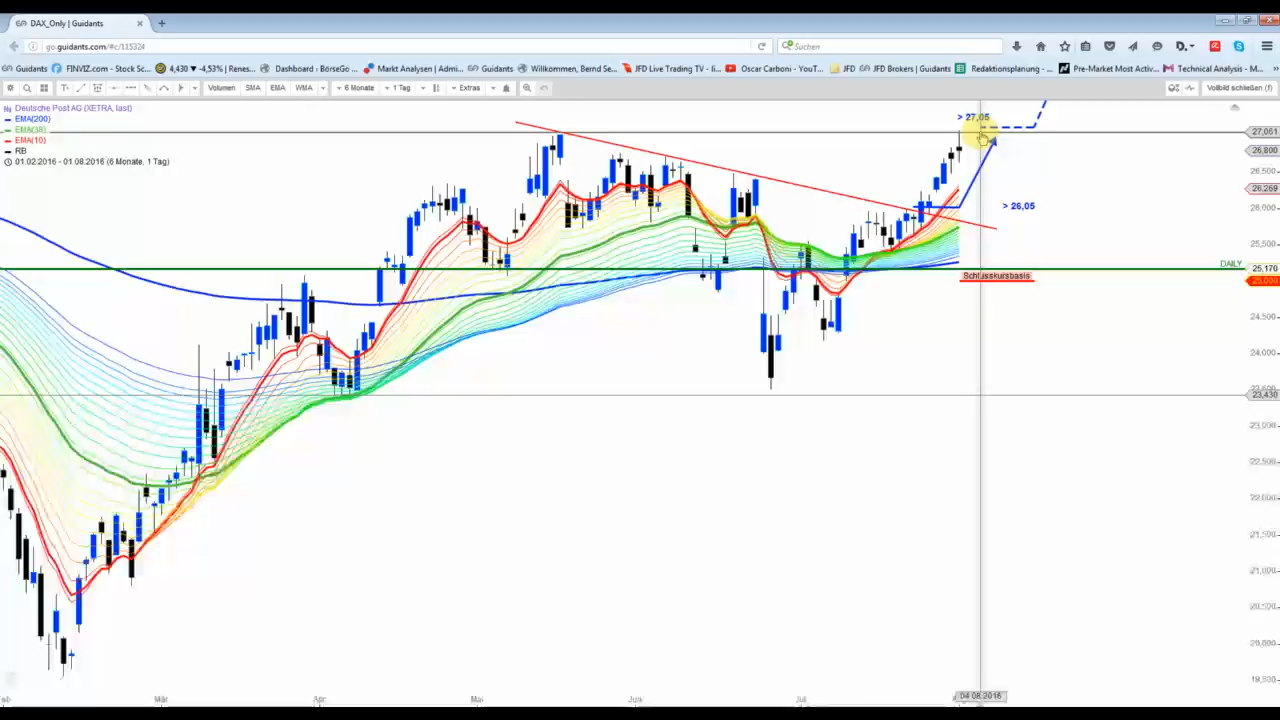 DAX_Only | Guidants
go.guidants.com/#c/115324
Suchen
Guidants FINVIZ.com - Stock Sc... 4,430 ▼ -4,53% | Renes... Dashboard - BörseGo ... Markt Analysen | Admi... Guidants Willkommen, Bernd Se... JFD Live Trading TV - li... Oscar Carboni - YouT... JFD JFD Brokers | Guidants Redaktionsplanung - ... Pre-Market Most Activ... Technical Analysis - M...
Volumen SMA EMA WMA 6 Monate 1 Tag Extras Vollbild schließen (f)
Deutsche Post AG (XETRA, last)
EMA(200)
EMA(38)
EMA(10)
RB
01.02.2016 - 01.08.2016 (6 Monate, 1 Tag)
> 27,05
27,051
26,800
26,500
26,269
> 26,05
26,000
25,500
DAILY
25,170
Schlusskursbasis
25,000
24,500
24,000
23,430
23,000
22,500
22,000
21,500
21,000
20,500
20,000
Mär Apr Mai Jun Jul 04.08.2016